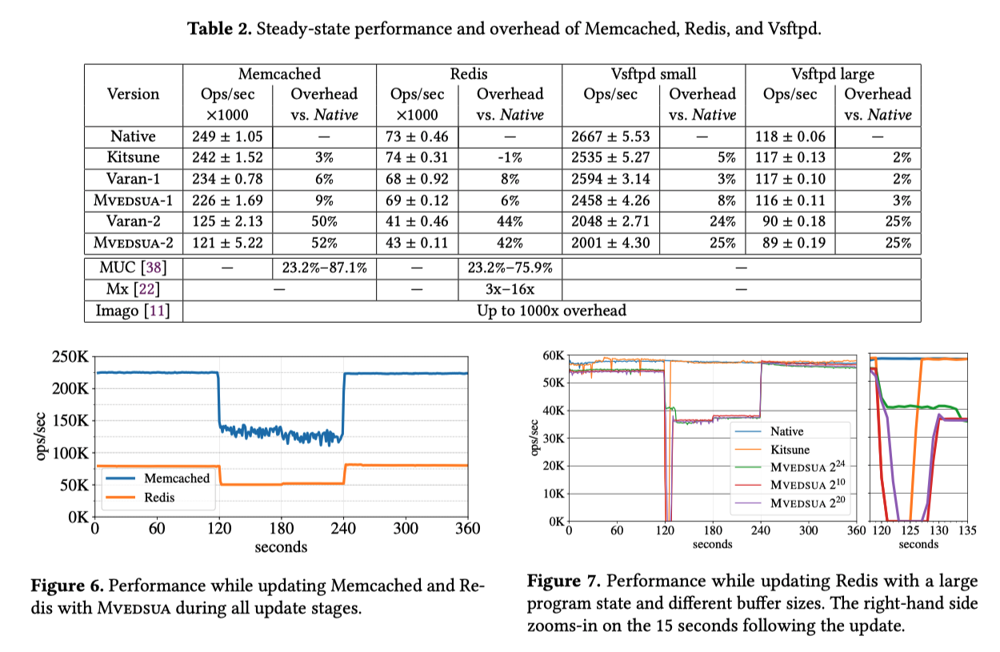 Table 2. Steady-state performance and overhead of Memcached, Redis, and Vsftpd.
Memcached Redis Vsftpd small Vsftpd large
Version Ops/sec Overhead Ops/sec Overhead Ops/sec Overhead Ops/sec Overhead
×1000 vs. Native ×1000 vs. Native vs. Native vs. Native
Native 249 ± 1.05 — 73 ± 0.46 — 2667 ± 5.53 — 118 ± 0.06 —
Kitsune 242 ± 1.52 3% 74 ± 0.31 -1% 2535 ± 5.27 5% 117 ± 0.13 2%
Varan-1 234 ± 0.78 6% 68 ± 0.92 8% 2594 ± 3.14 3% 117 ± 0.10 2%
MVEDSUA-1 226 ± 1.69 9% 69 ± 0.12 6% 2458 ± 4.26 8% 116 ± 0.11 3%
Varan-2 125 ± 2.13 50% 41 ± 0.46 44% 2048 ± 2.71 24% 90 ± 0.18 25%
MVEDSUA-2 121 ± 5.22 52% 43 ± 0.11 42% 2001 ± 4.30 25% 89 ± 0.19 25%
MUC [38] — 23.2%–87.1% — 23.2%–75.9% —
Mx [22] — — 3x–16x —
Imago [11] Up to 1000x overhead
250K
200K
150K
100K
50K
0K
ops/sec
Memcached
Redis
0 60 120 180 240 300 360
seconds
Figure 6. Performance while updating Memcached and Re-
dis with MVEDSUA during all update stages.
60K
50K
40K
30K
20K
10K
0K
ops/sec
Native
Kitsune
MVEDSUA 2²⁴
MVEDSUA 2¹⁰
MVEDSUA 2²⁰
0 60 120 180 240 300 360
seconds
120 125 130 135
seconds
Figure 7. Performance while updating Redis with a large
program state and different buffer sizes. The right-hand side
zooms-in on the 15 seconds following the update.